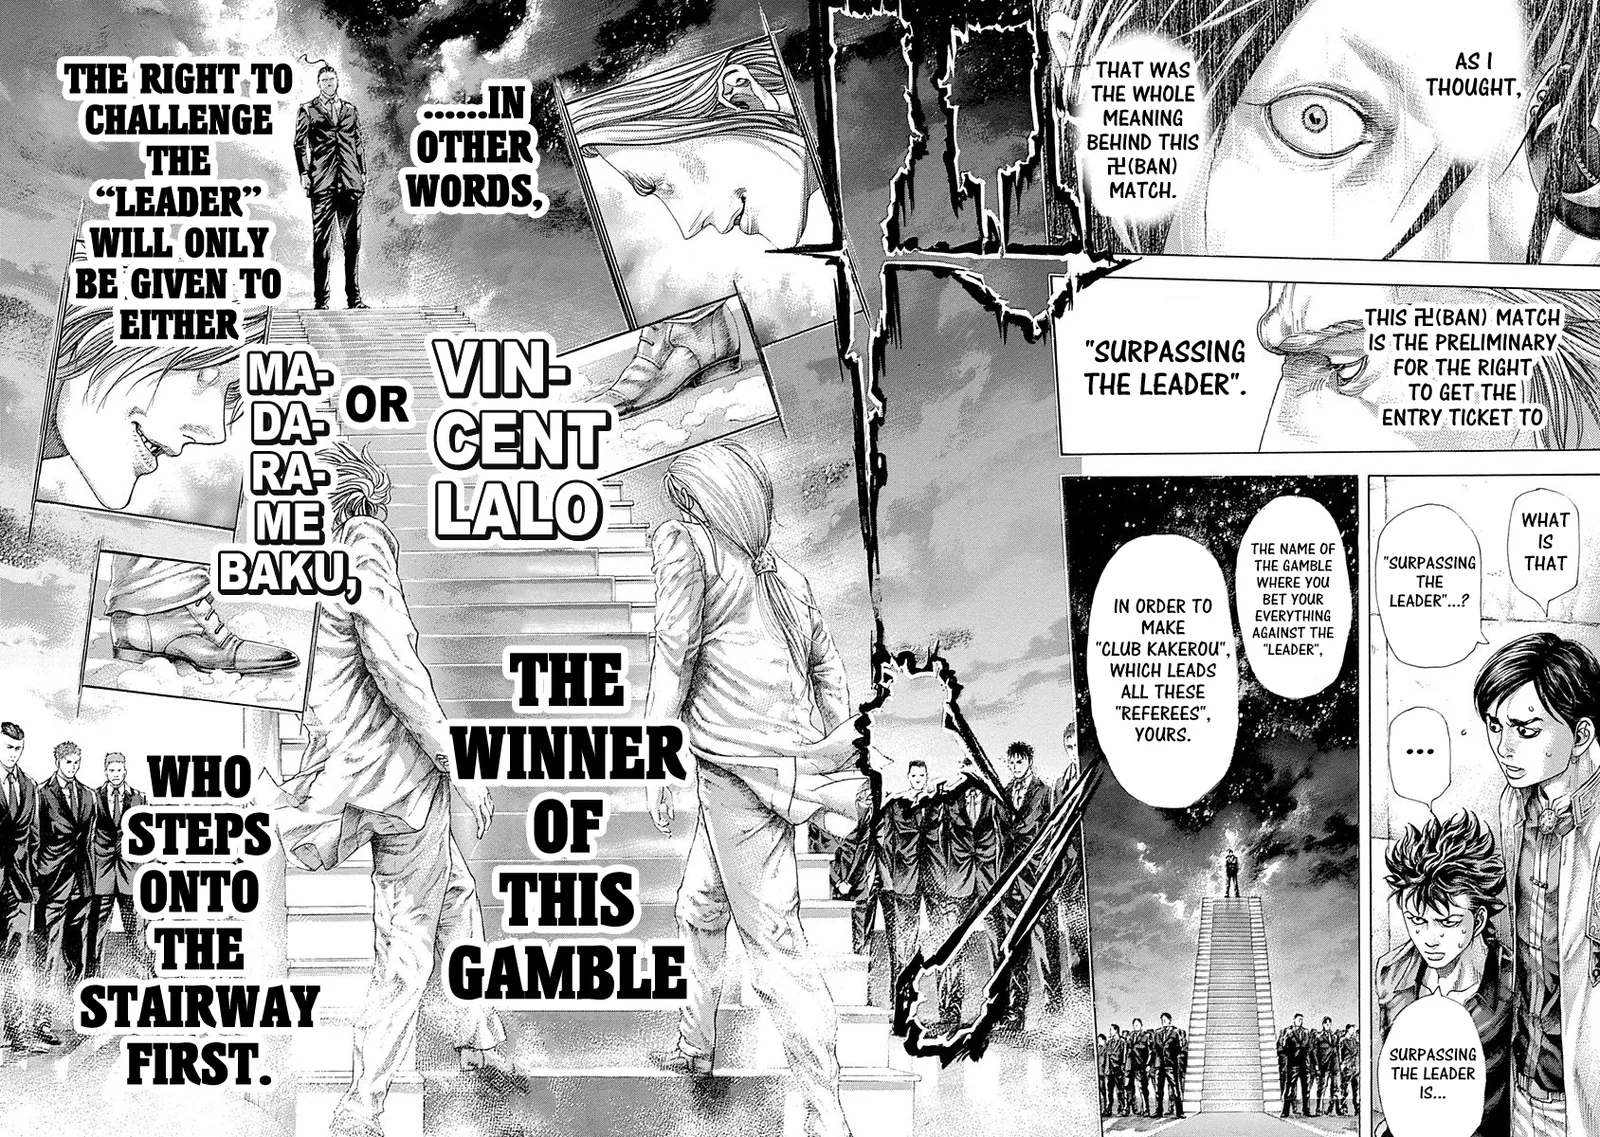 AS I
THOUGHT,
THAT WAS
THE WHOLE
MEANING
BEHIND THIS
卍(BAN)
MATCH.
THIS 卍(BAN) MATCH
IS THE PRELIMINARY
FOR THE RIGHT
TO GET THE
ENTRY TICKET TO
"SURPASSING
THE LEADER".
WHAT
IS
THAT
"SURPASSING
THE
LEADER"...?
...
SURPASSING
THE LEADER
IS...
THE NAME OF
THE GAMBLE
WHERE YOU
BET YOUR
EVERYTHING
AGAINST THE
"LEADER",
IN ORDER TO
MAKE
"CLUB KAKEROU",
WHICH LEADS
ALL THESE
"REFEREES",
YOURS.
......IN
OTHER
WORDS,
THE RIGHT TO
CHALLENGE
THE
“LEADER”
WILL ONLY
BE GIVEN TO
EITHER
VIN-
CENT
LALO
OR
MA-
DA-
RA-
ME
BAKU,
THE
WINNER
OF
THIS
GAMBLE
WHO
STEPS
ONTO
THE
STAIRWAY
FIRST.